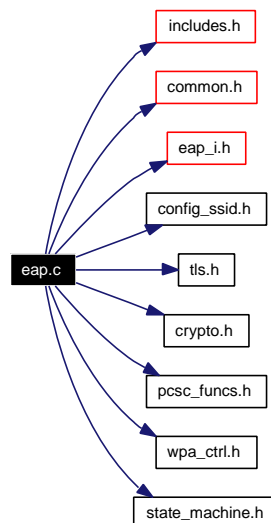 includes.h
common.h
eap_i.h
config_ssid.h
eap.c
tls.h
crypto.h
pcsc_funcs.h
wpa_ctrl.h
state_machine.h